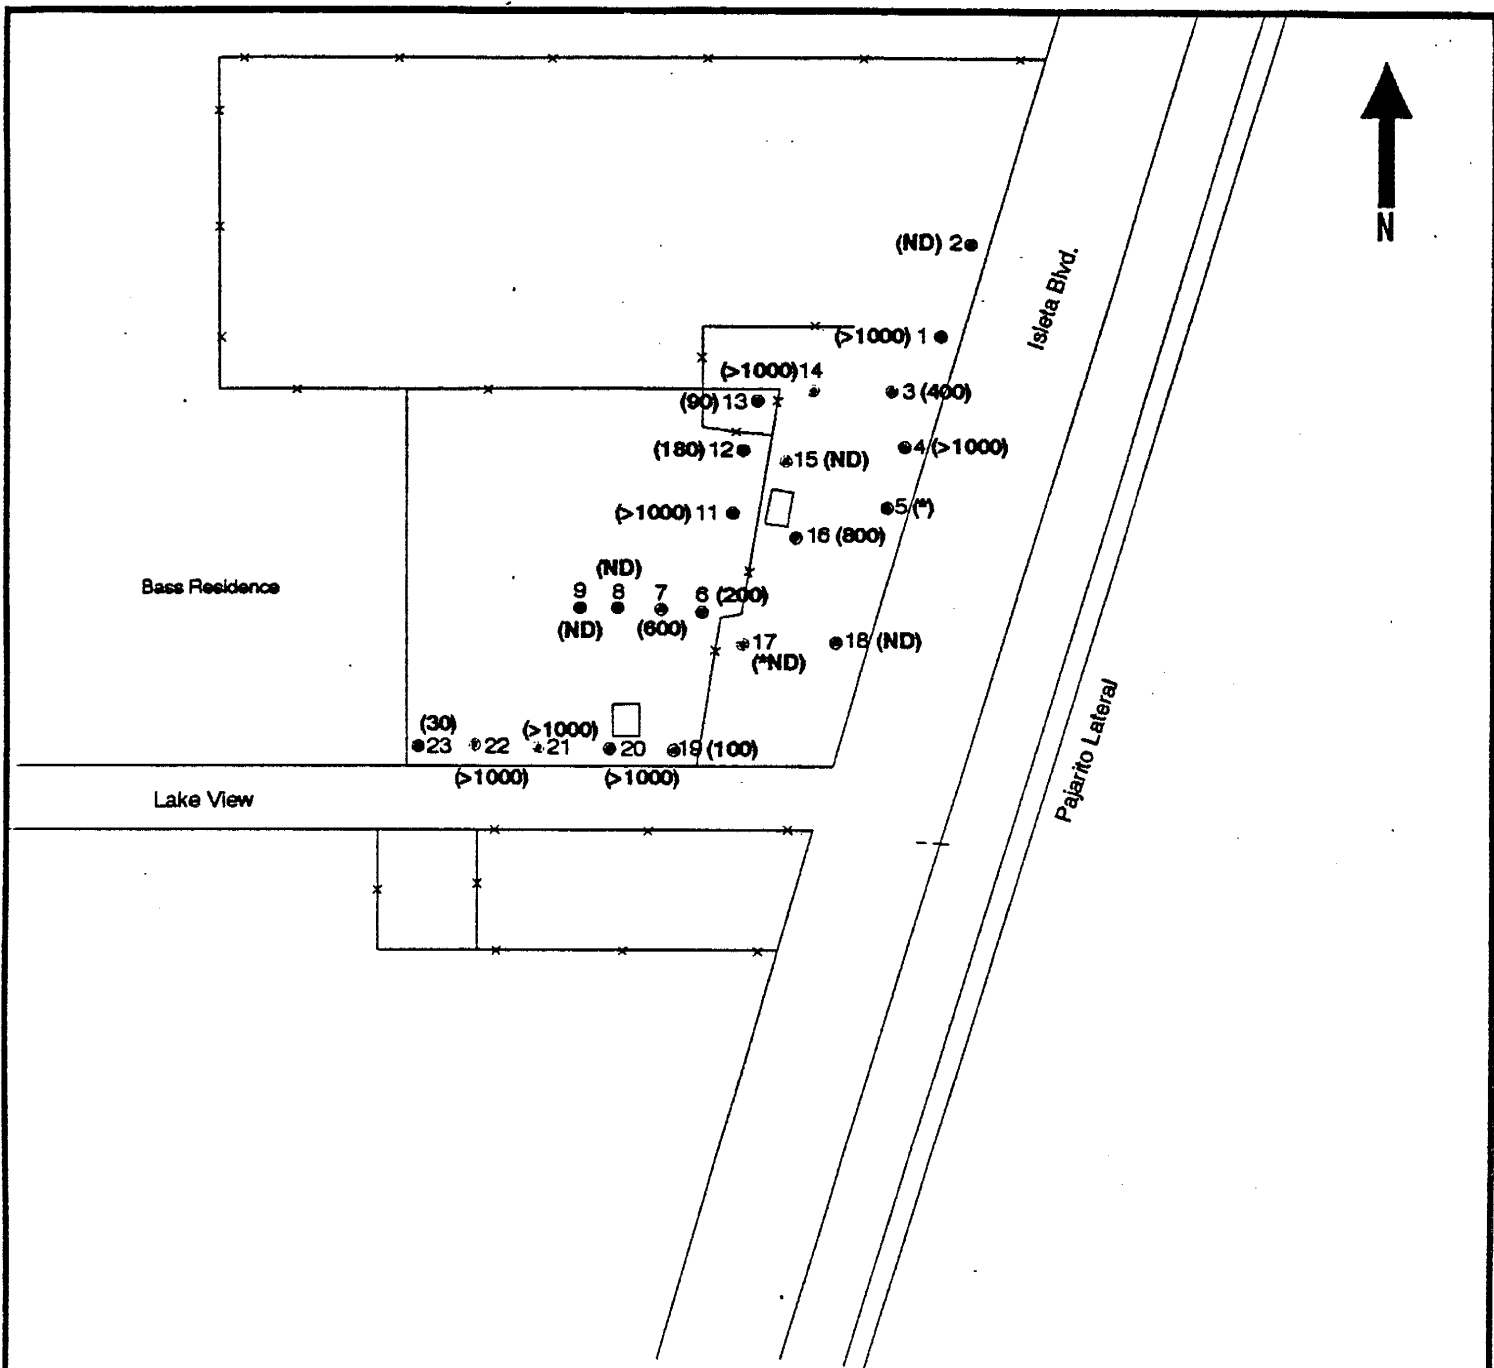 N
(ND) 2
Isleta Blvd.
(>1000) 1
(>1000) 14
(90) 13
3 (400)
(180) 12
4 (>1000)
15 (ND)
(>1000) 11
5 (*)
16 (800)
Bass Residence
(ND)
9 8 7 6 (200)
(ND) (600)
17
(*ND)
18 (ND)
Pajarito Lateral
(30)
(>1000)
23 22 21 20 19 (100)
(>1000) (>1000)
Lake View